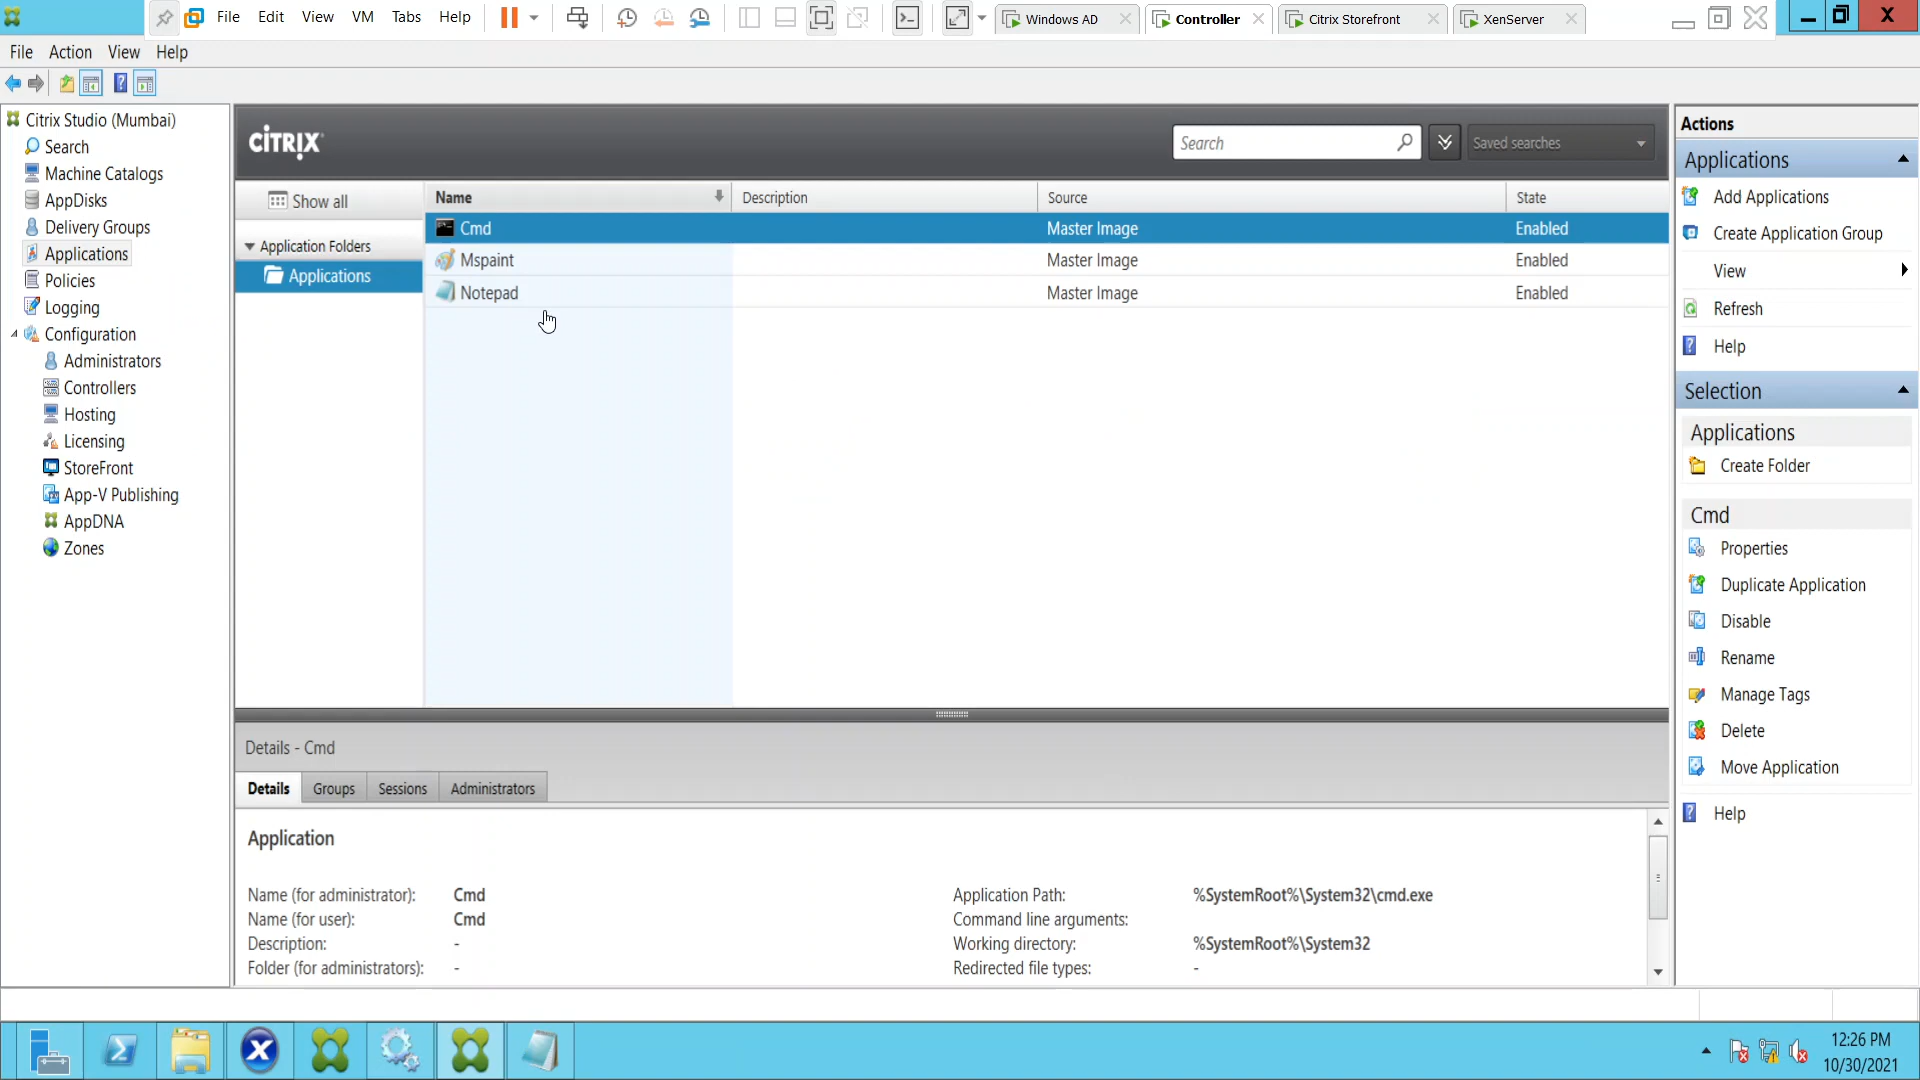 File Edit View VM Tabs Help Windows AD Controller Citrix Storefront XenServer
File Action View Help
Citrix Studio (Mumbai)
Search
Machine Catalogs
AppDisks
Delivery Groups
Applications
Policies
Logging
Configuration
Administrators
Controllers
Hosting
Licensing
StoreFront
App-V Publishing
AppDNA
Zones
CITRIX
Search
Saved searches
Show all
Application Folders
Applications
Name Description Source State
Cmd Master Image Enabled
Mspaint Master Image Enabled
Notepad Master Image Enabled
Details - Cmd
Details Groups Sessions Administrators
Application
Name (for administrator): Cmd
Name (for user): Cmd
Description: -
Folder (for administrators): -
Application Path: %SystemRoot%\System32\cmd.exe
Command line arguments:
Working directory: %SystemRoot%\System32
Redirected file types: -
Actions
Applications
Add Applications
Create Application Group
View
Refresh
Help
Selection
Applications
Create Folder
Cmd
Properties
Duplicate Application
Disable
Rename
Manage Tags
Delete
Move Application
Help
12:26 PM
10/30/2021